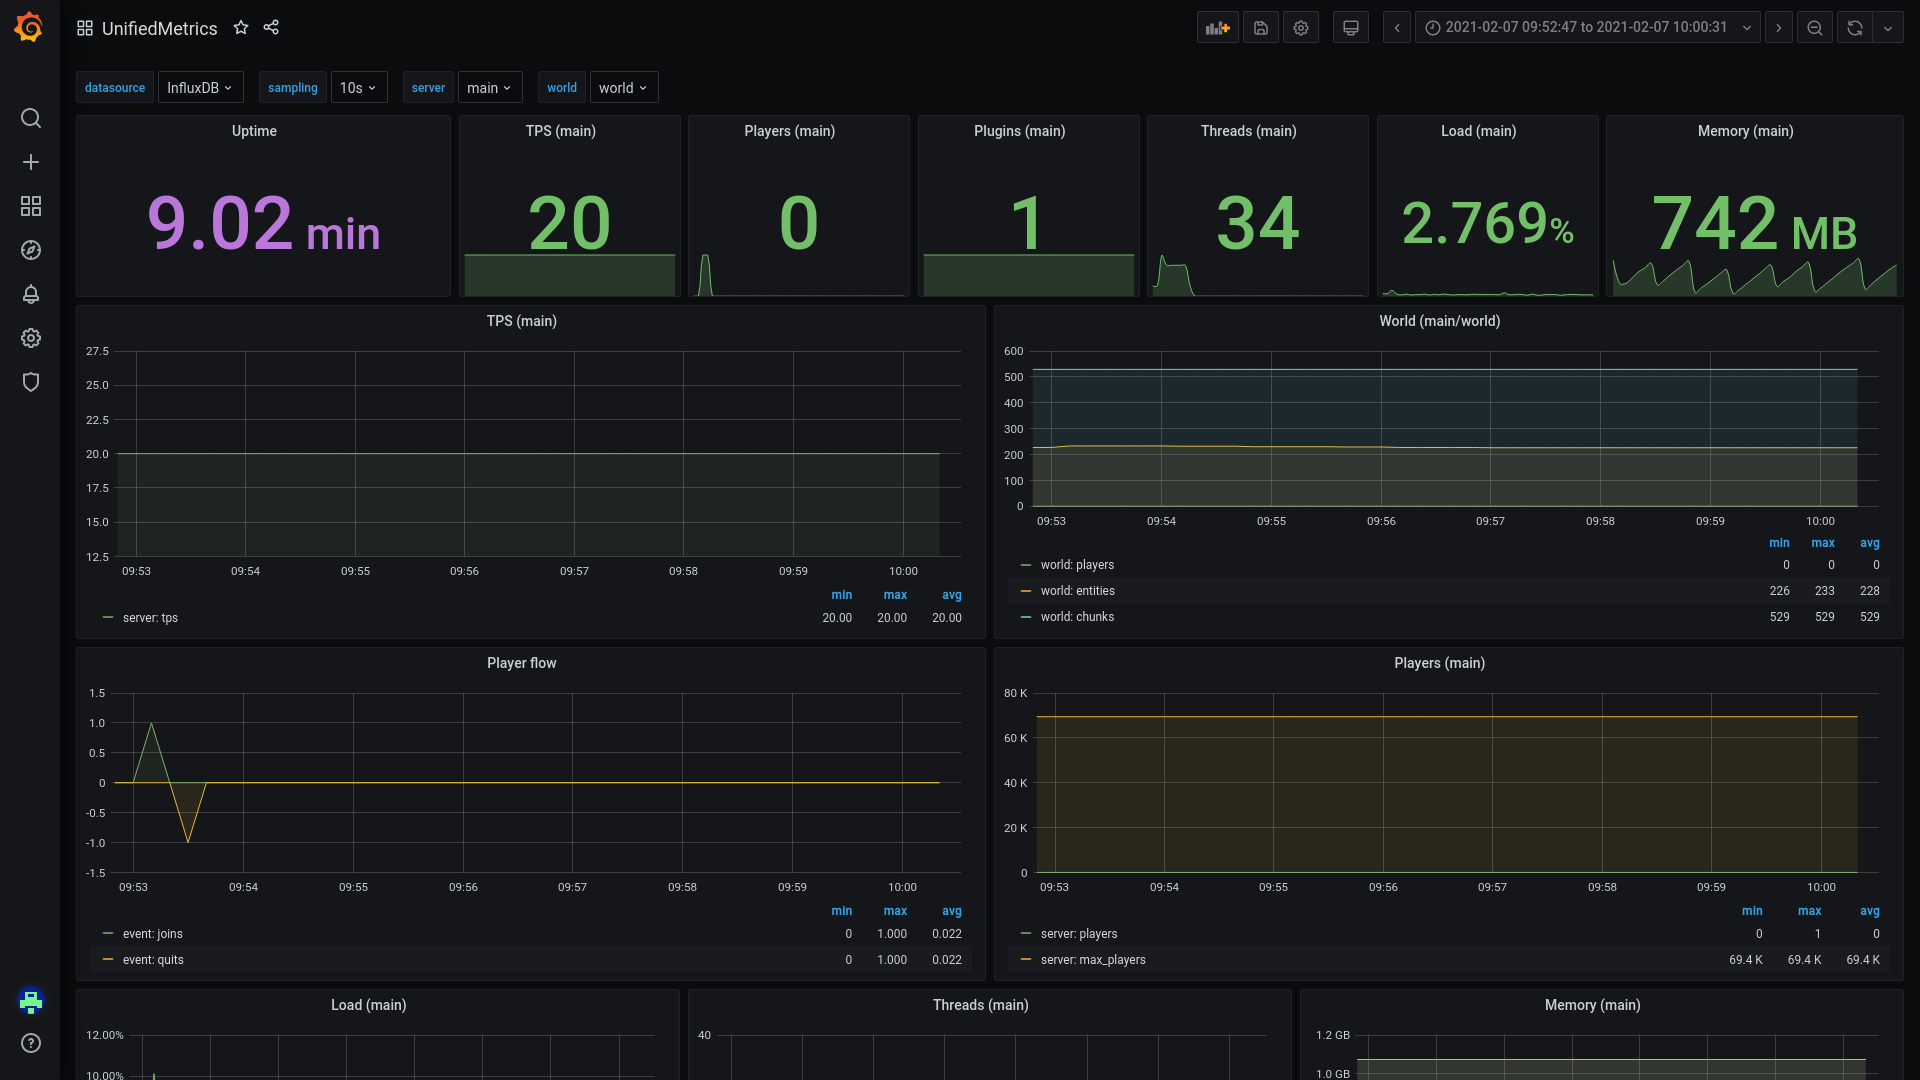 UnifiedMetrics
2021-02-07 09:52:47 to 2021-02-07 10:00:31
datasource InfluxDB sampling 10s server main world world
Uptime
9.02 min
TPS (main)
20
Players (main)
0
Plugins (main)
1
Threads (main)
34
Load (main)
2.769%
Memory (main)
742 MB
TPS (main)
27.5
25.0
22.5
20.0
17.5
15.0
12.5
09:53 09:54 09:55 09:56 09:57 09:58 09:59 10:00
min max avg
server: tps 20.00 20.00 20.00
World (main/world)
600
500
400
300
200
100
0
09:53 09:54 09:55 09:56 09:57 09:58 09:59 10:00
min max avg
world: players 0 0 0
world: entities 226 233 228
world: chunks 529 529 529
Player flow
1.5
1.0
0.5
0
-0.5
-1.0
-1.5
09:53 09:54 09:55 09:56 09:57 09:58 09:59 10:00
min max avg
event: joins 0 1.000 0.022
event: quits 0 1.000 0.022
Players (main)
80 K
60 K
40 K
20 K
0
09:53 09:54 09:55 09:56 09:57 09:58 09:59 10:00
min max avg
server: players 0 1 0
server: max_players 69.4 K 69.4 K 69.4 K
Load (main)
12.00%
10.00%
Threads (main)
40
Memory (main)
1.2 GB
1.0 GB